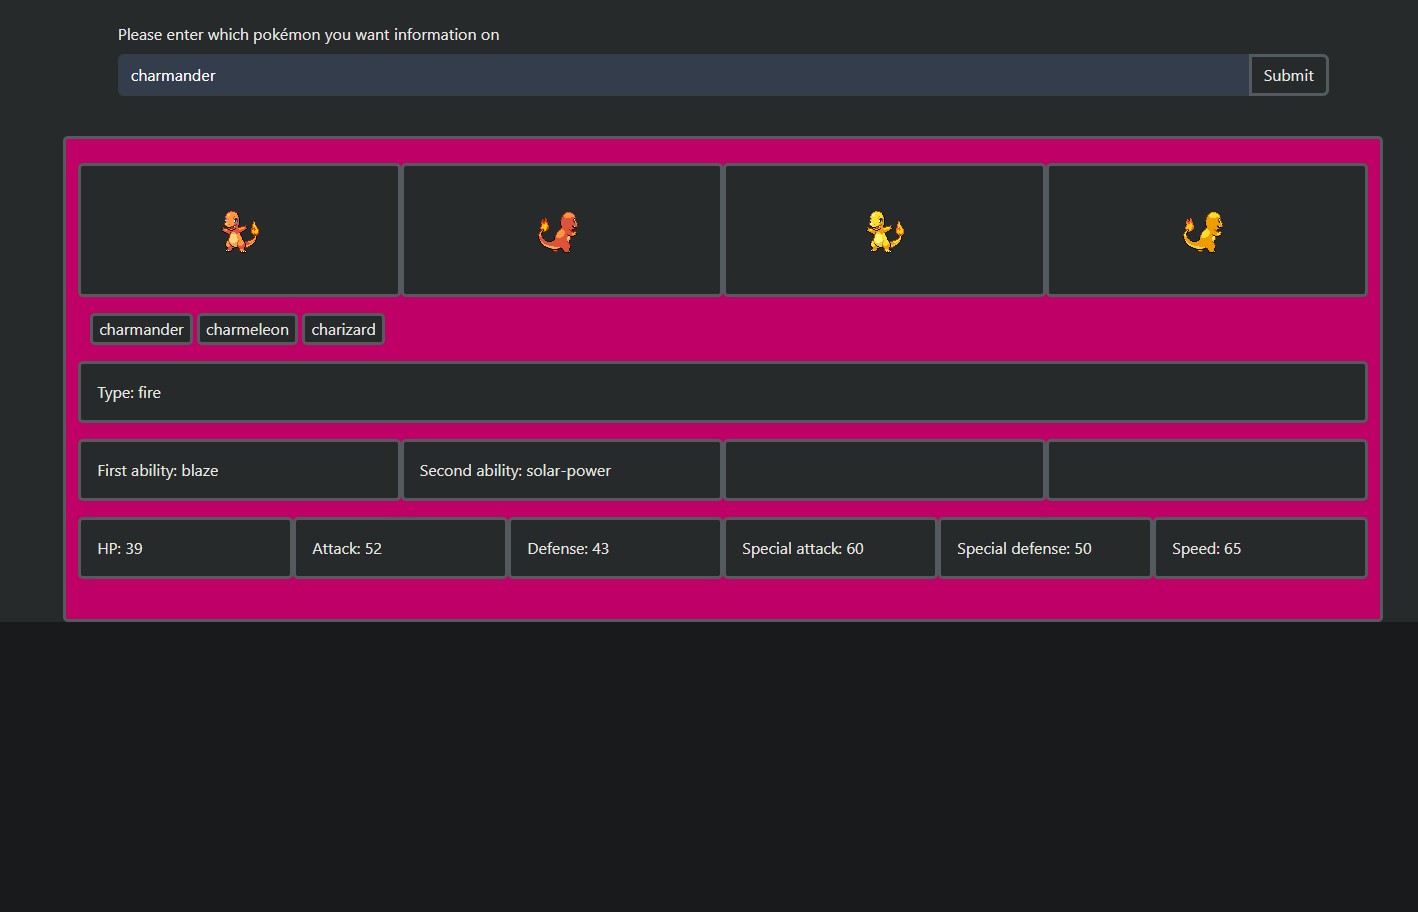 Please enter which pokémon you want information on
charmander Submit
charmander charmeleon charizard
Type: fire
First ability: blaze Second ability: solar-power
HP: 39 Attack: 52 Defense: 43 Special attack: 60 Special defense: 50 Speed: 65